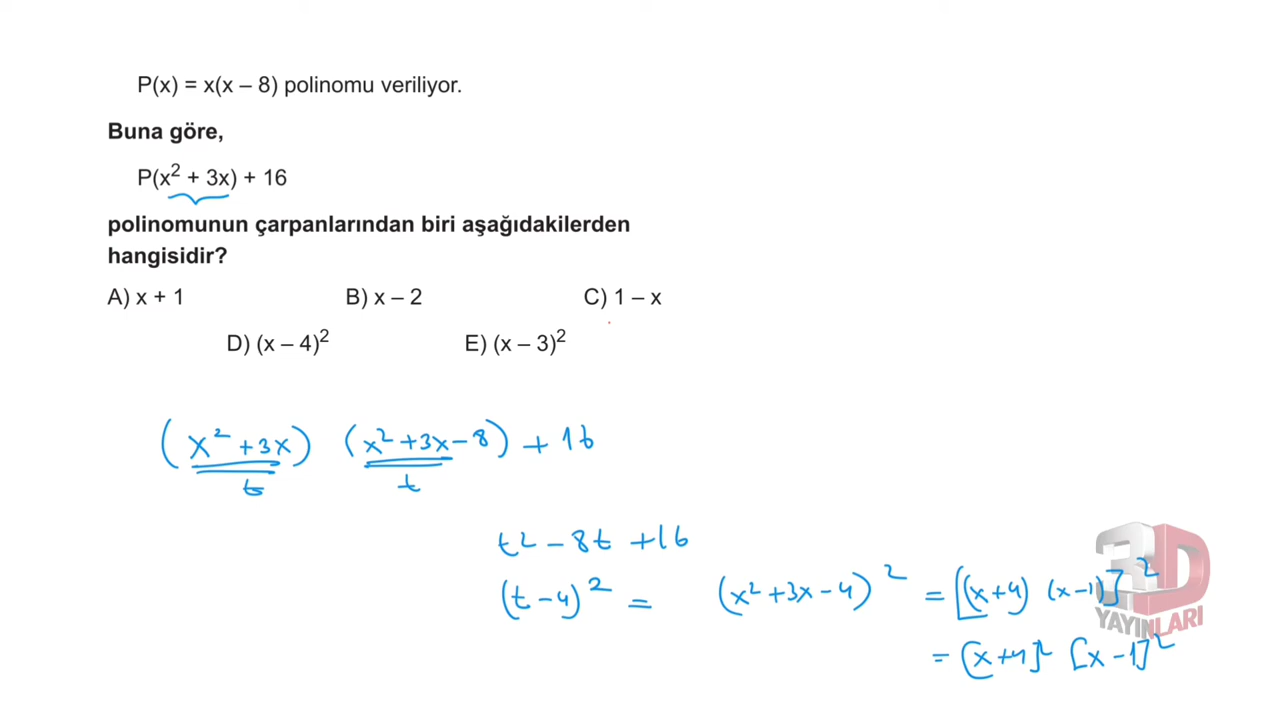 P(x) = x(x – 8) polinomu veriliyor.
Buna göre,
P(x² + 3x) + 16
polinomunun çarpanlarından biri aşağıdakilerden
hangisidir?
A) x + 1 B) x – 2 C) 1 – x
D) (x – 4)² E) (x – 3)²
(x² + 3x) (x² + 3x – 8) + 16
t t
t² – 8t + 16
(t – 4)² = (x² + 3x – 4)² = [(x+4) (x–1)]²
3D
YAYINLARI
= [x+4]² [x – 1]²